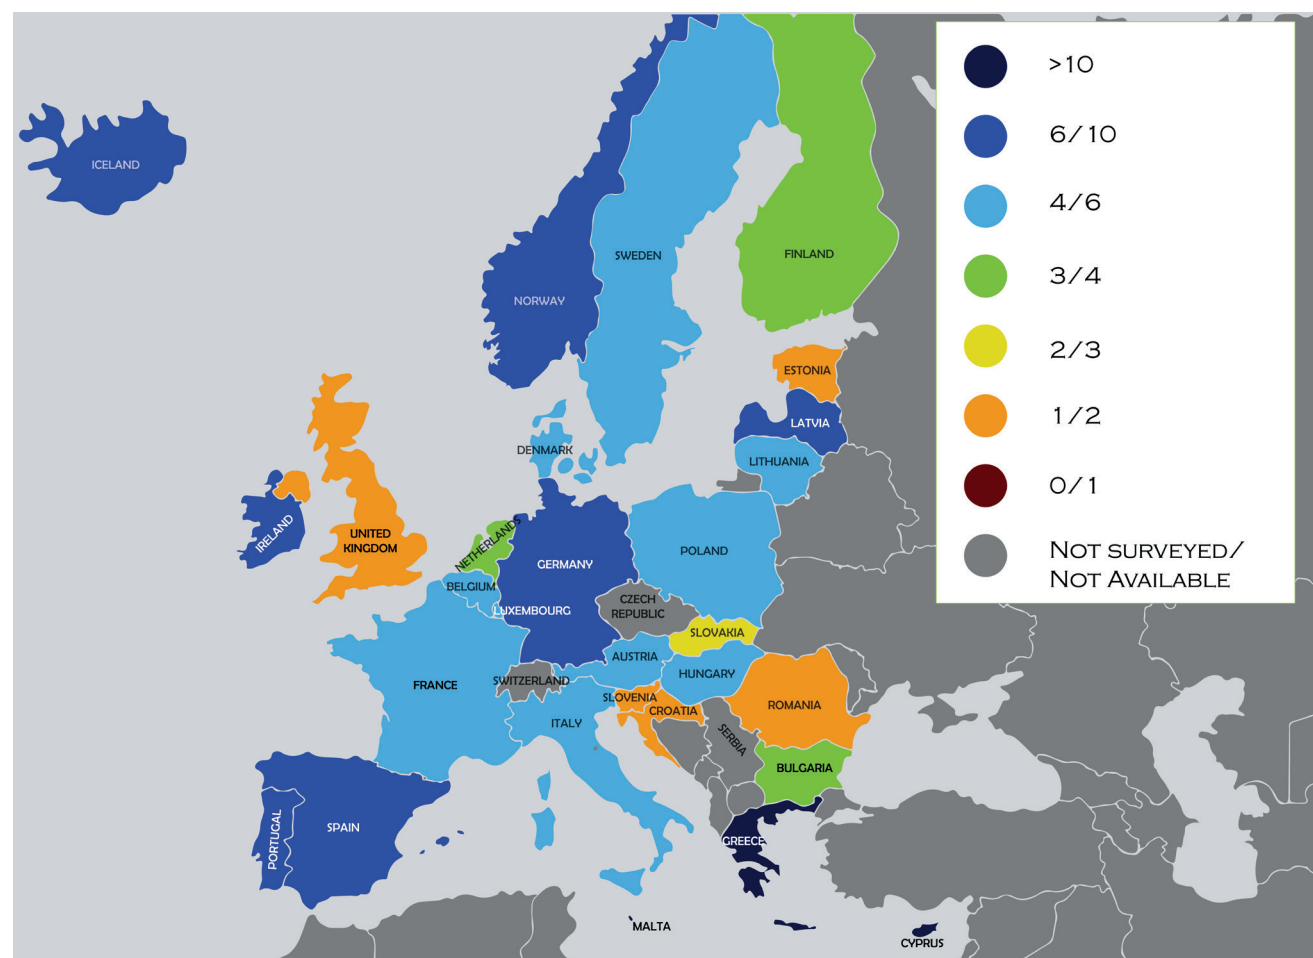 >10
6/10
4/6
3/4
2/3
1/2
0/1
Not surveyed/
Not Available
ICELAND
SWEDEN
FINLAND
NORWAY
ESTONIA
LATVIA
DENMARK
LITHUANIA
IRELAND
UNITED
KINGDOM
NETHERLANDS
POLAND
GERMANY
BELGIUM
LUXEMBOURG
CZECH
REPUBLIC
SLOVAKIA
AUSTRIA
HUNGARY
SWITZERLAND
FRANCE
SLOVENIA
CROATIA
ROMANIA
ITALY
SERBIA
BULGARIA
PORTUGAL
SPAIN
GREECE
MALTA
CYPRUS